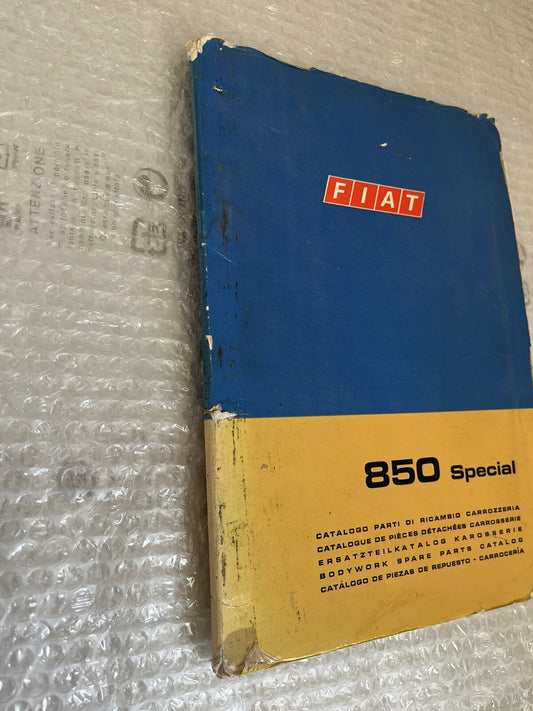 FIAT
850 Special
CATALOGO PARTI DI RICAMBIO CARROZZERIA
CATALOGUE DE PIÈCES DÉTACHÉES CARROSSERIE
ERSATZTEILKATALOG KAROSSERIE
BODYWORK SPARE PARTS CATALOG
CATÁLOGO DE PIEZAS DE REPUESTO - CARROCERÍA
ATTENZIONE